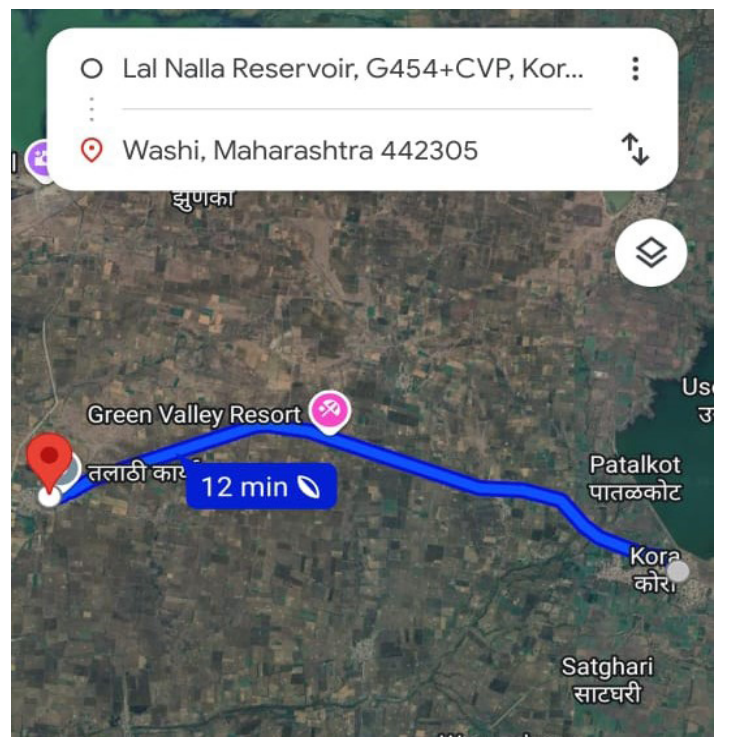 Lal Nalla Reservoir, G454+CVP, Kor...
Washi, Maharashtra 442305
झुणका
Green Valley Resort
तलाठी कार्य
12 min
Patalkot
पातळकोट
Kora
कोरा
Satghari
साटघरी